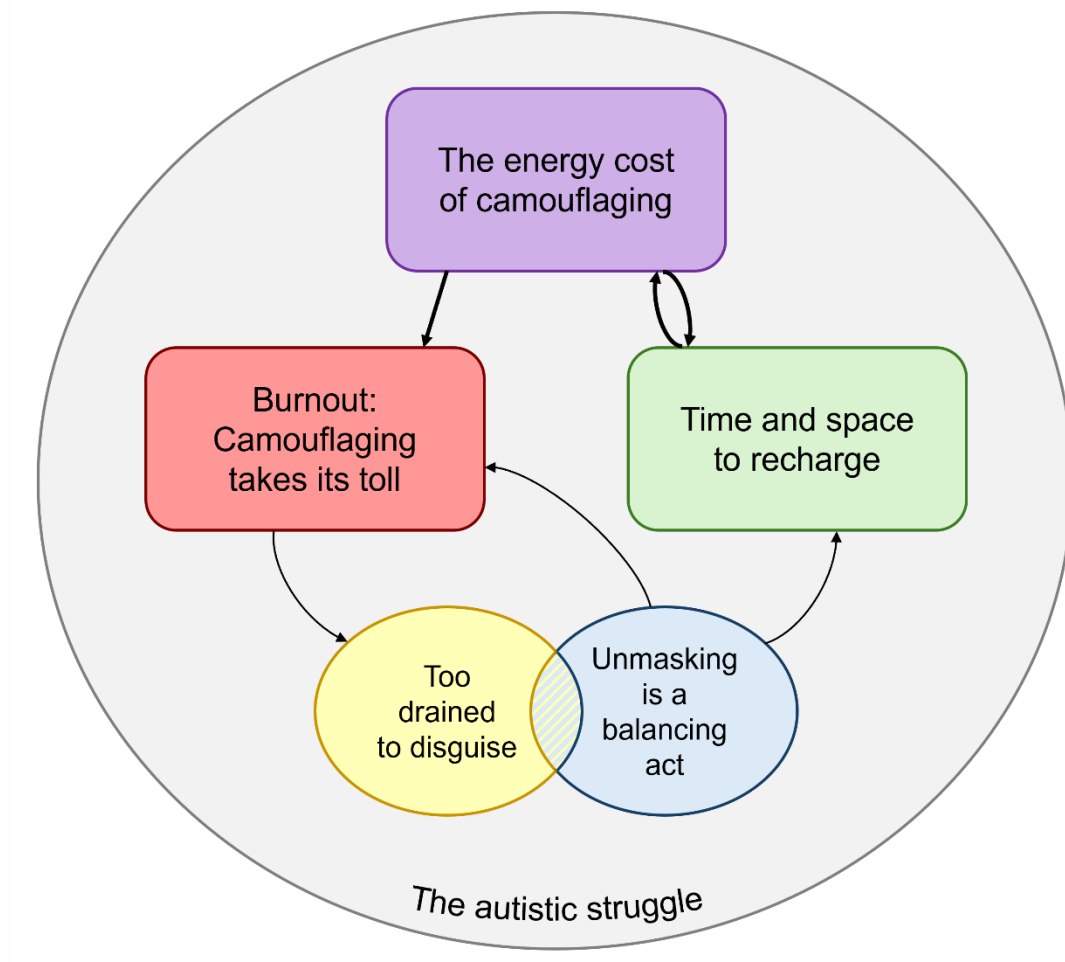 The energy cost
of camouflaging
Burnout:
Camouflaging
takes its toll
Time and space
to recharge
Too
drained
to disguise
Unmasking
is a
balancing
act
The autistic struggle